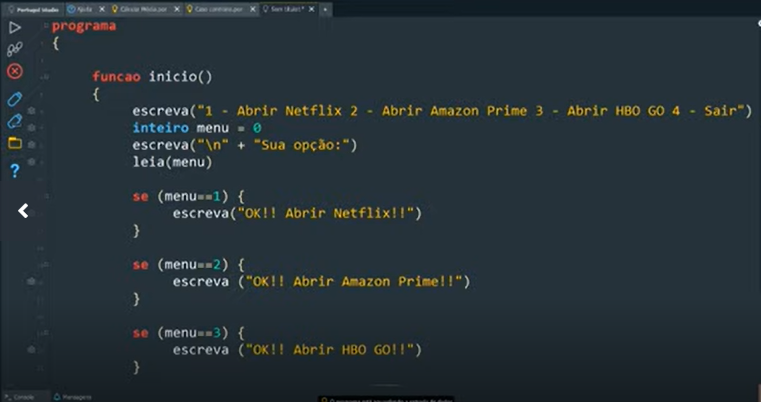 Portugol Studio Ajuda Cálculo Média.por Caso contrário.por Sem título1*
programa
{
funcao inicio()
{
escreva("1 - Abrir Netflix 2 - Abrir Amazon Prime 3 - Abrir HBO GO 4 - Sair")
inteiro menu = 0
escreva("\n" + "Sua opção:")
leia(menu)
se (menu==1) {
escreva("OK!! Abrir Netflix!!")
}
se (menu==2) {
escreva ("OK!! Abrir Amazon Prime!!")
}
se (menu==3) {
escreva ("OK!! Abrir HBO GO!!")
}
Console Mensagens